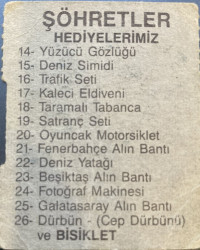 ŞÖHRETLER
HEDİYELERİMİZ
14- Yüzücü Gözlüğü
15- Deniz Simidi
16- Trafik Seti
17- Kaleci Eldiveni
18- Taramalı Tabanca
19- Satranç Seti
20- Oyuncak Motorsiklet
21- Fenerbahçe Alın Bantı
22- Deniz Yatağı
23- Beşiktaş Alın Bantı
24- Fotoğraf Makinesi
25- Galatasaray Alın Bantı
26- Dürbün - (Cep Dürbünü)
ve BİSİKLET